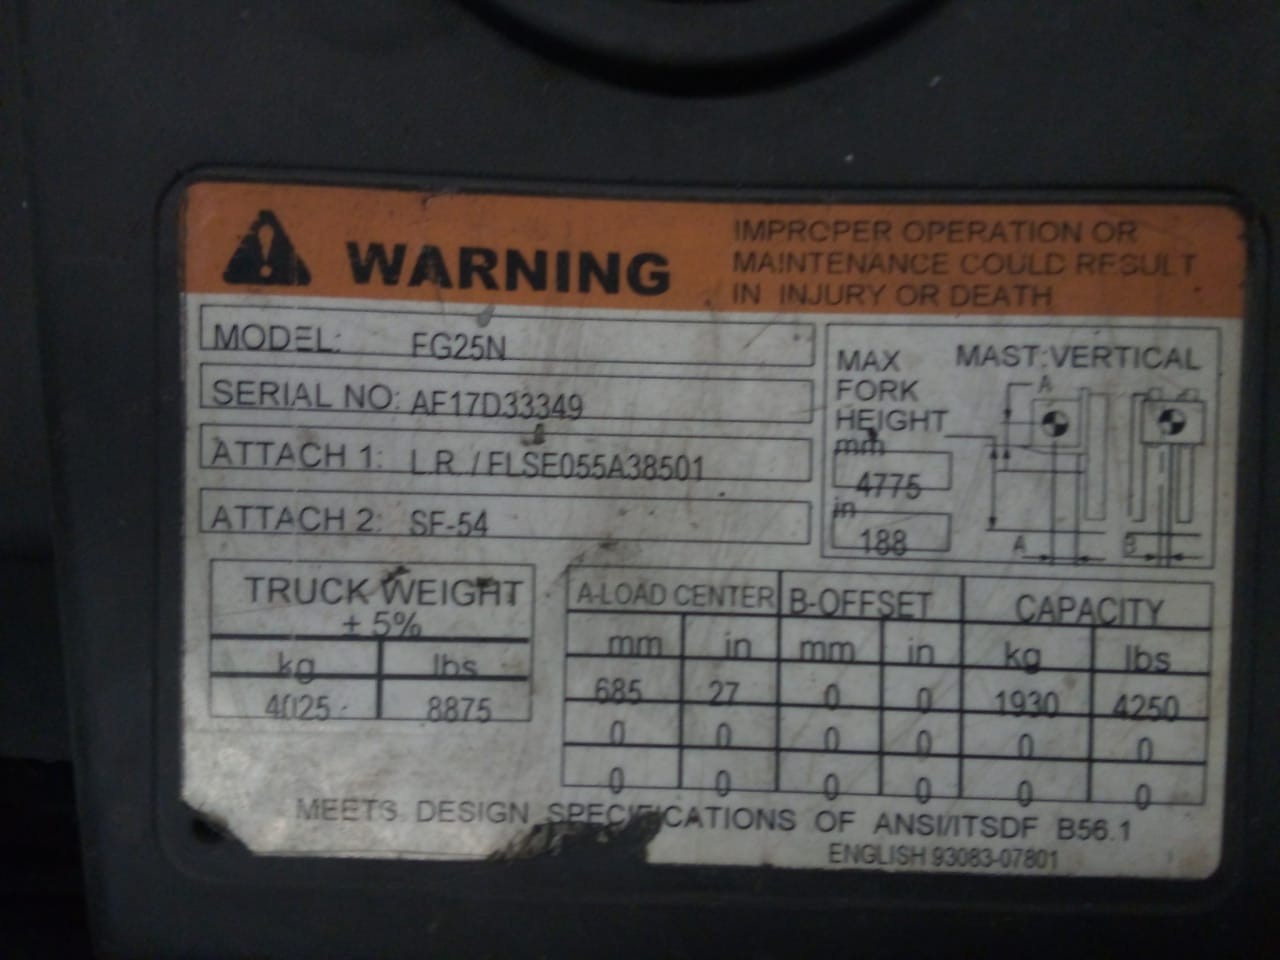 WARNING
IMPROPER OPERATION OR
MAINTENANCE COULD RESULT
IN INJURY OR DEATH
MODEL: FG25N
SERIAL NO: AF17D33349
ATTACH 1: L.R. / FLSE055A38501
ATTACH 2: SF-54
MAX
FORK
HEIGHT
mm
4775
in
188
MAST:VERTICAL
A
A
B
TRUCK WEIGHT
± 5%
kg lbs
4025 8875
A-LOAD CENTER B-OFFSET CAPACITY
mm in mm in kg lbs
685 27 0 0 1930 4250
0 0 0 0 0 0
0 0 0 0 0 0
MEETS DESIGN SPECIFICATIONS OF ANSI/ITSDF B56.1
ENGLISH 93083-07801